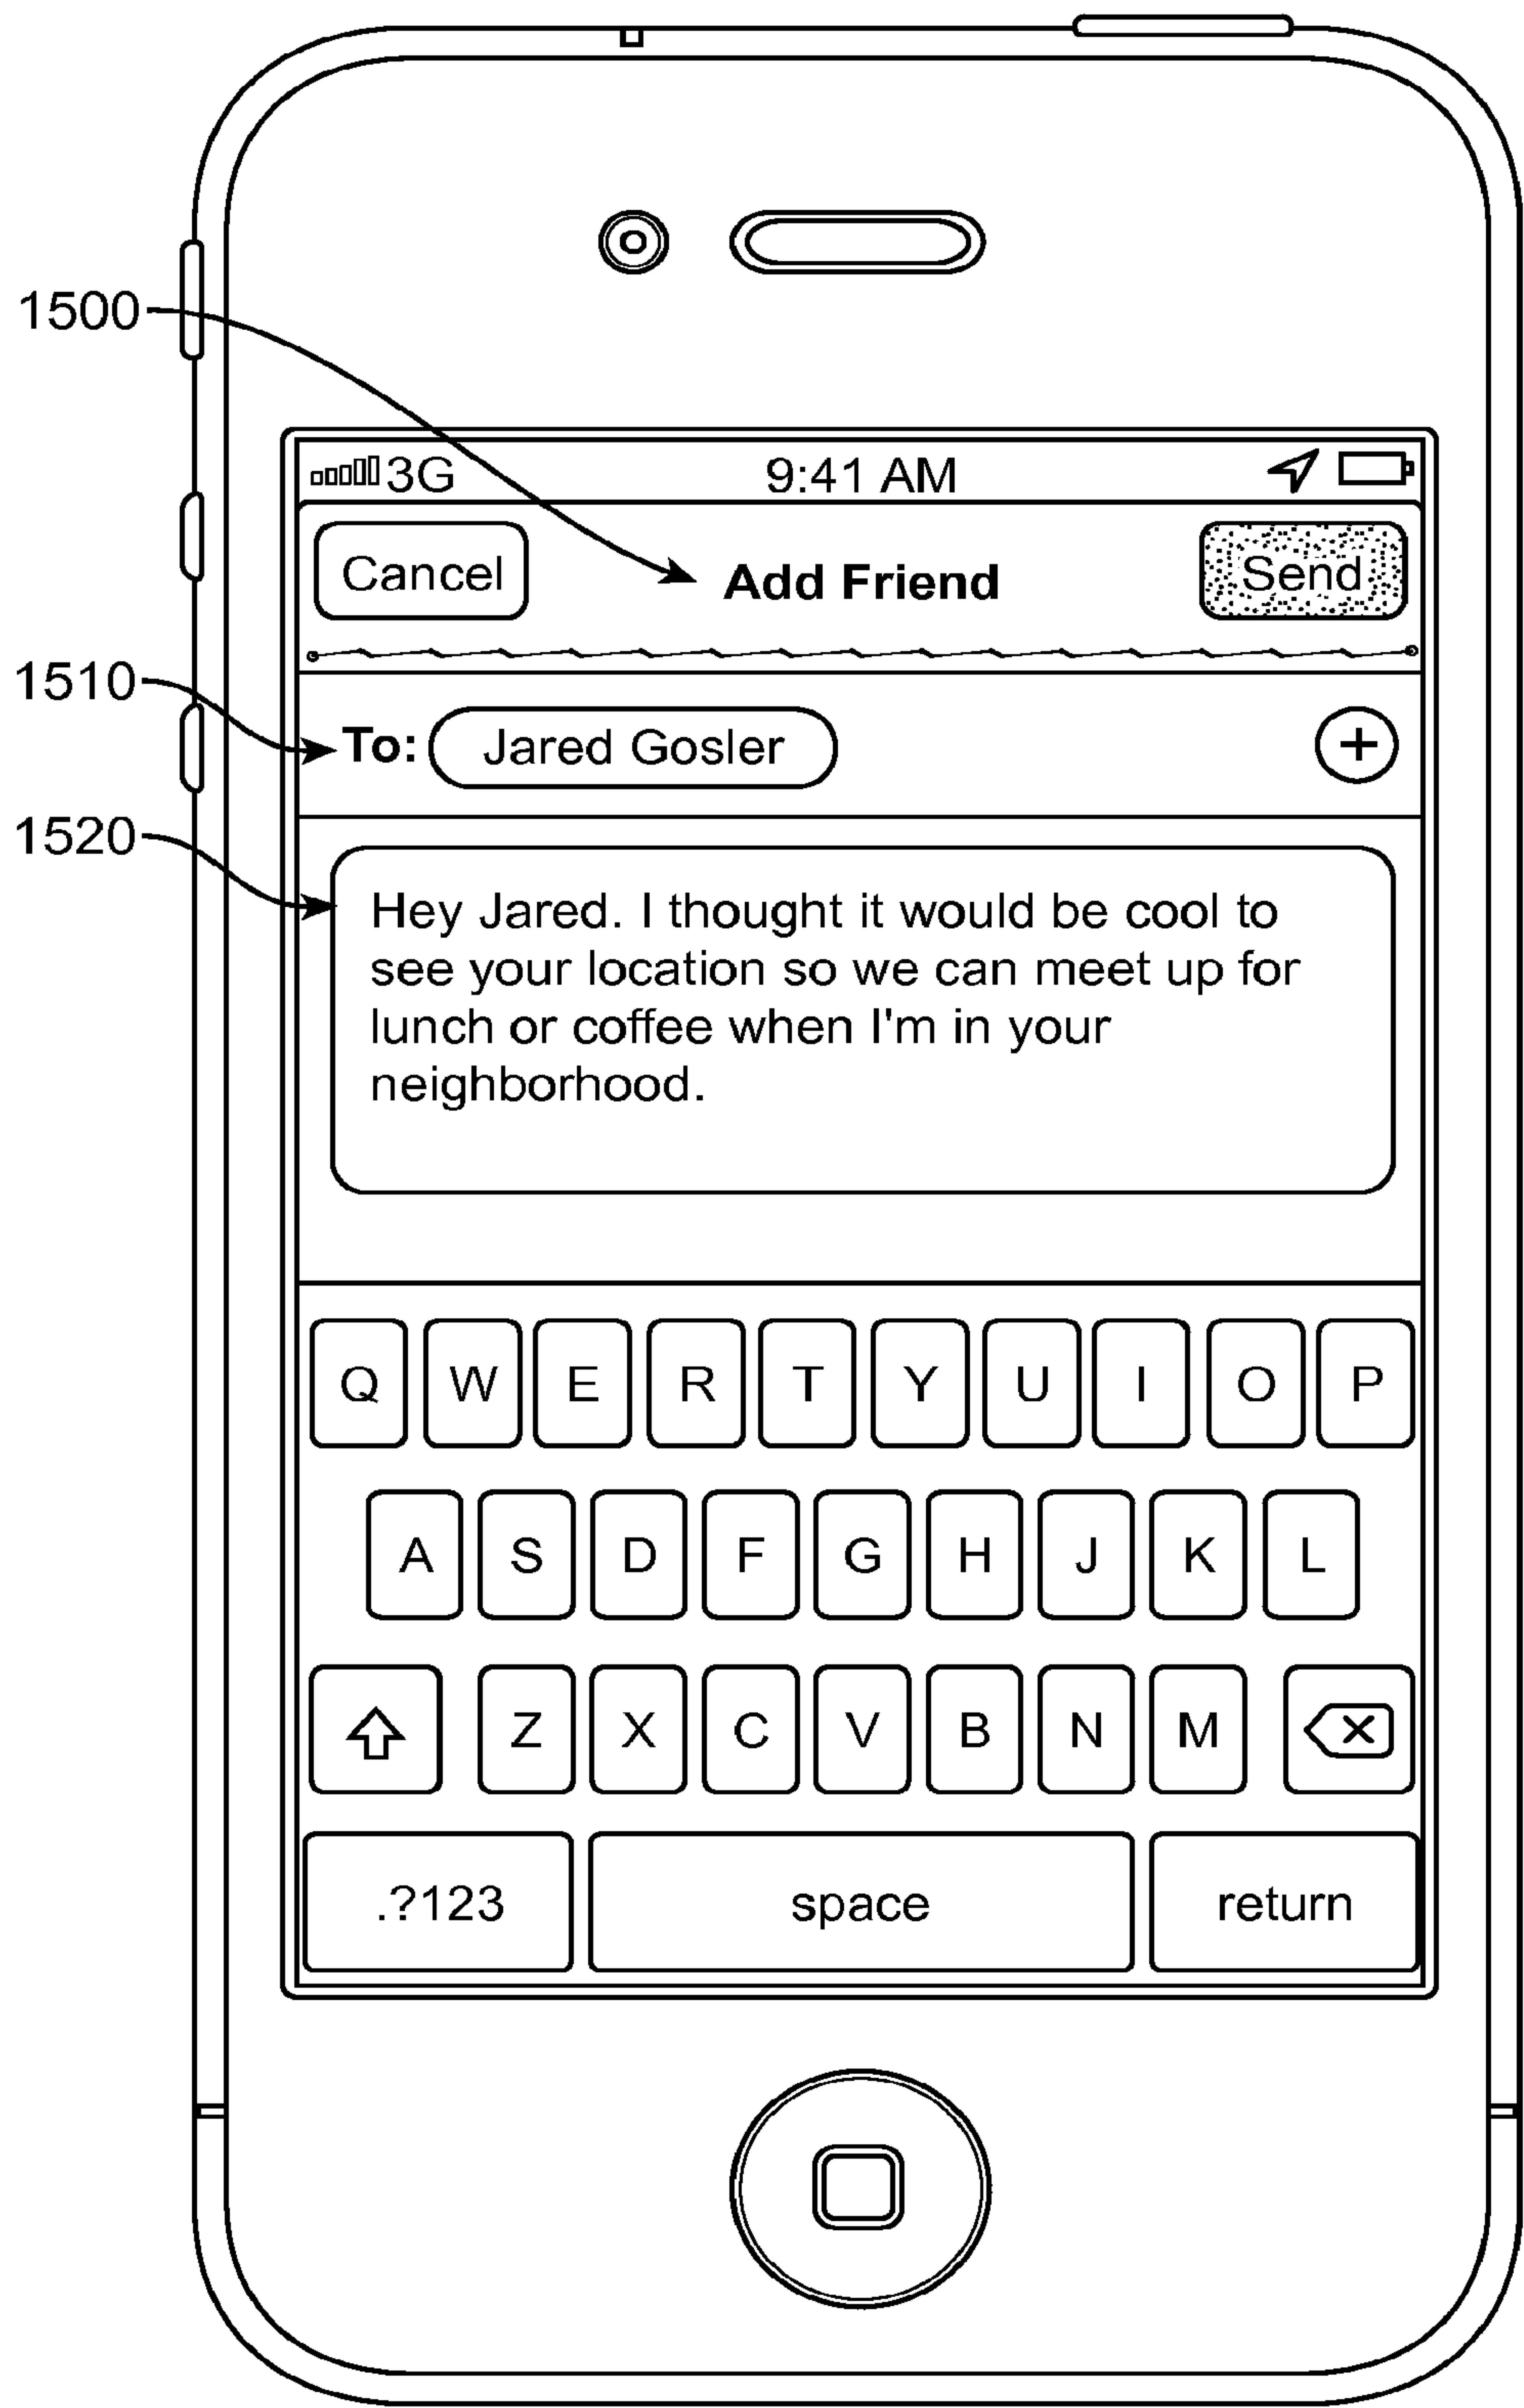 1500
3G 9:41 AM
Cancel Add Friend Send
1510
To: Jared Gosler +
1520
Hey Jared. I thought it would be cool to
see your location so we can meet up for
lunch or coffee when I'm in your
neighborhood.
Q W E R T Y U I O P
A S D F G H J K L
Z X C V B N M
.?123 space return